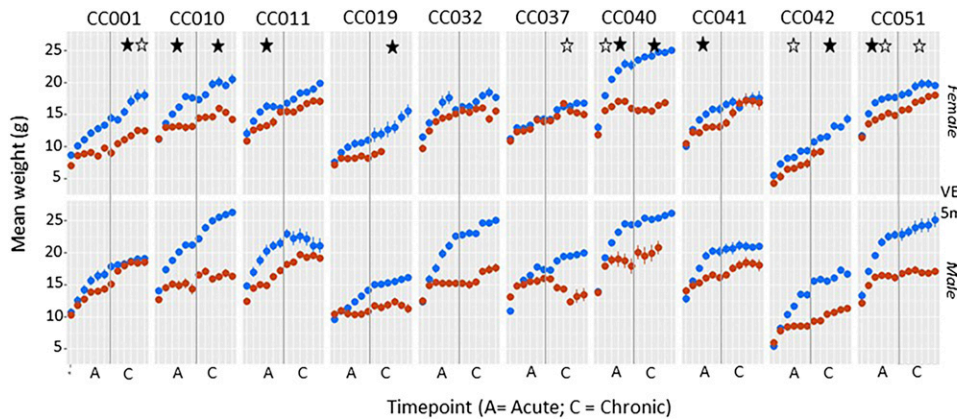 CC001 CC010 CC011 CC019 CC032 CC037 CC040 CC041 CC042 CC051
Mean weight (g)
25
20
15
10
5
Female
VE
5m
25
20
15
10
5
Male
A C A C A C A C A C A C A C A C A C A C
Timepoint (A= Acute; C = Chronic)